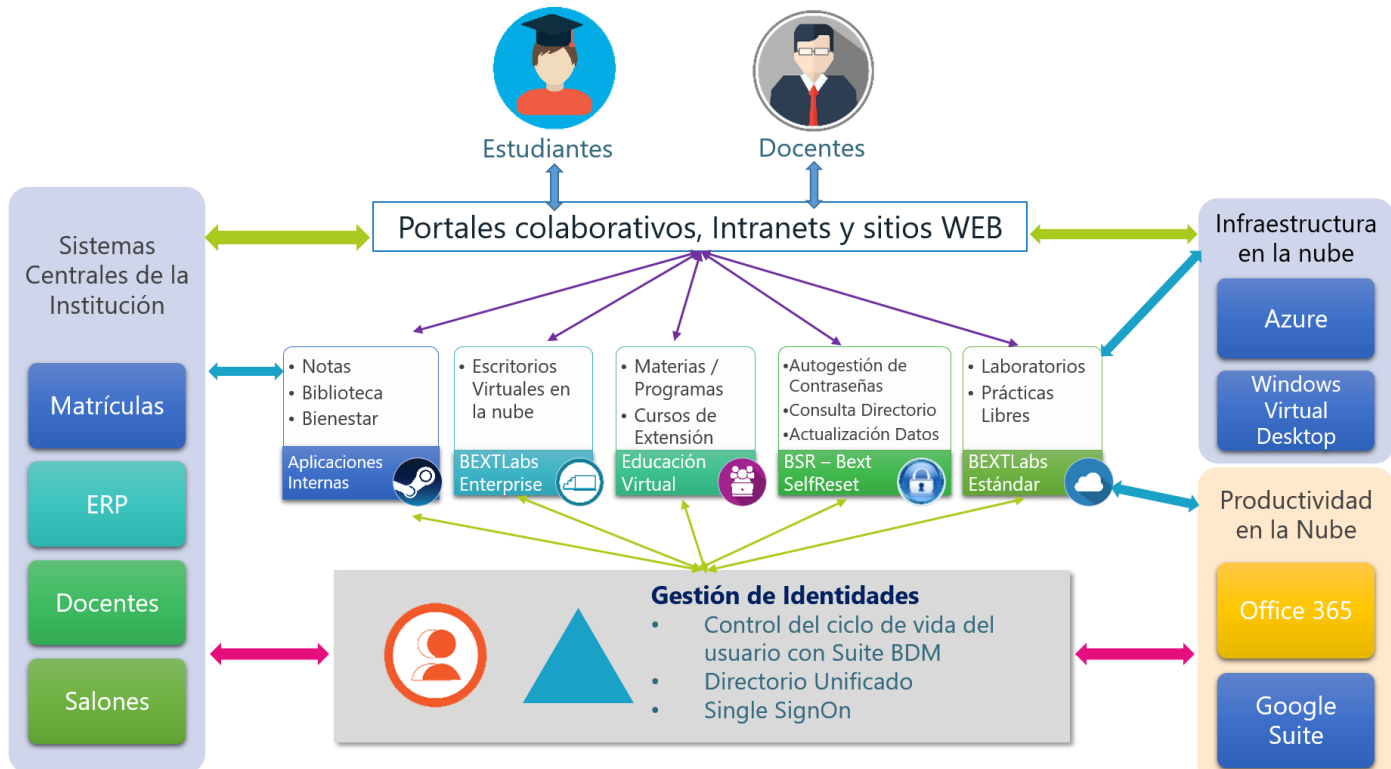 Estudiantes
Docentes
Portales colaborativos, Intranets y sitios WEB
Sistemas
Centrales de la
Institución
Matrículas
ERP
Docentes
Salones
• Notas
• Biblioteca
• Bienestar
Aplicaciones
Internas
• Escritorios
Virtuales en
la nube
BEXTLabs
Enterprise
• Materias /
Programas
• Cursos de
Extensión
Educación
Virtual
•Autogestión de
Contraseñas
•Consulta Directorio
•Actualización Datos
BSR – Bext
SelfReset
• Laboratorios
• Prácticas
Libres
BEXTLabs
Estándar
Infraestructura
en la nube
Azure
Windows
Virtual
Desktop
Productividad
en la Nube
Office 365
Google
Suite
Gestión de Identidades
• Control del ciclo de vida del
usuario con Suite BDM
• Directorio Unificado
• Single SignOn